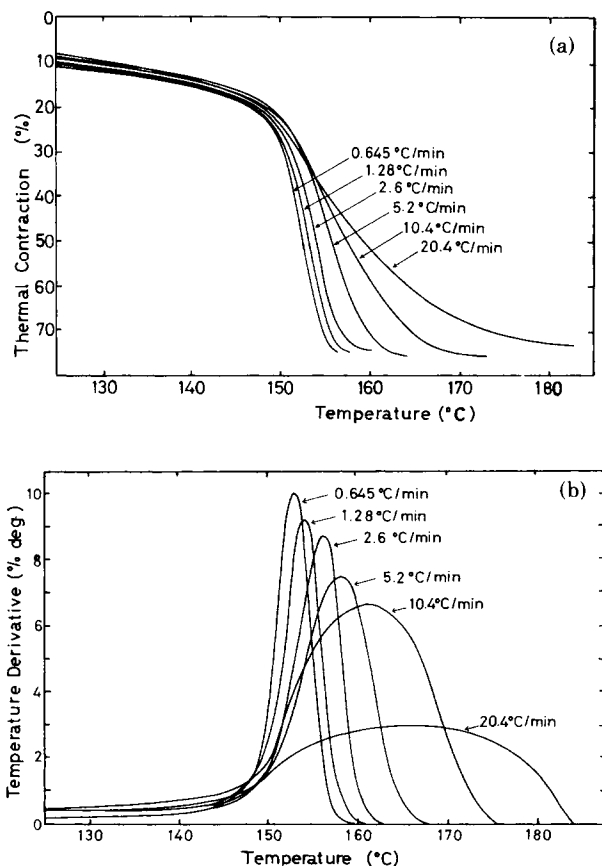 (a)
0
10
20
30
40
50
60
70
Thermal Contraction (%)
0.645 °C/min
1.28 °C/min
2.6 °C/min
5.2 °C/min
10.4 °C/min
20.4 °C/min
130 140 150 160 170 180
Temperature (°C)
(b)
10
8
6
4
2
0
Temperature Derivative (% deg.)
0.645 °C/min
1.28 °C/min
2.6 °C/min
5.2 °C/min
10.4°C/min
20.4°C/min
130 140 150 160 170 180
Temperature (°C)